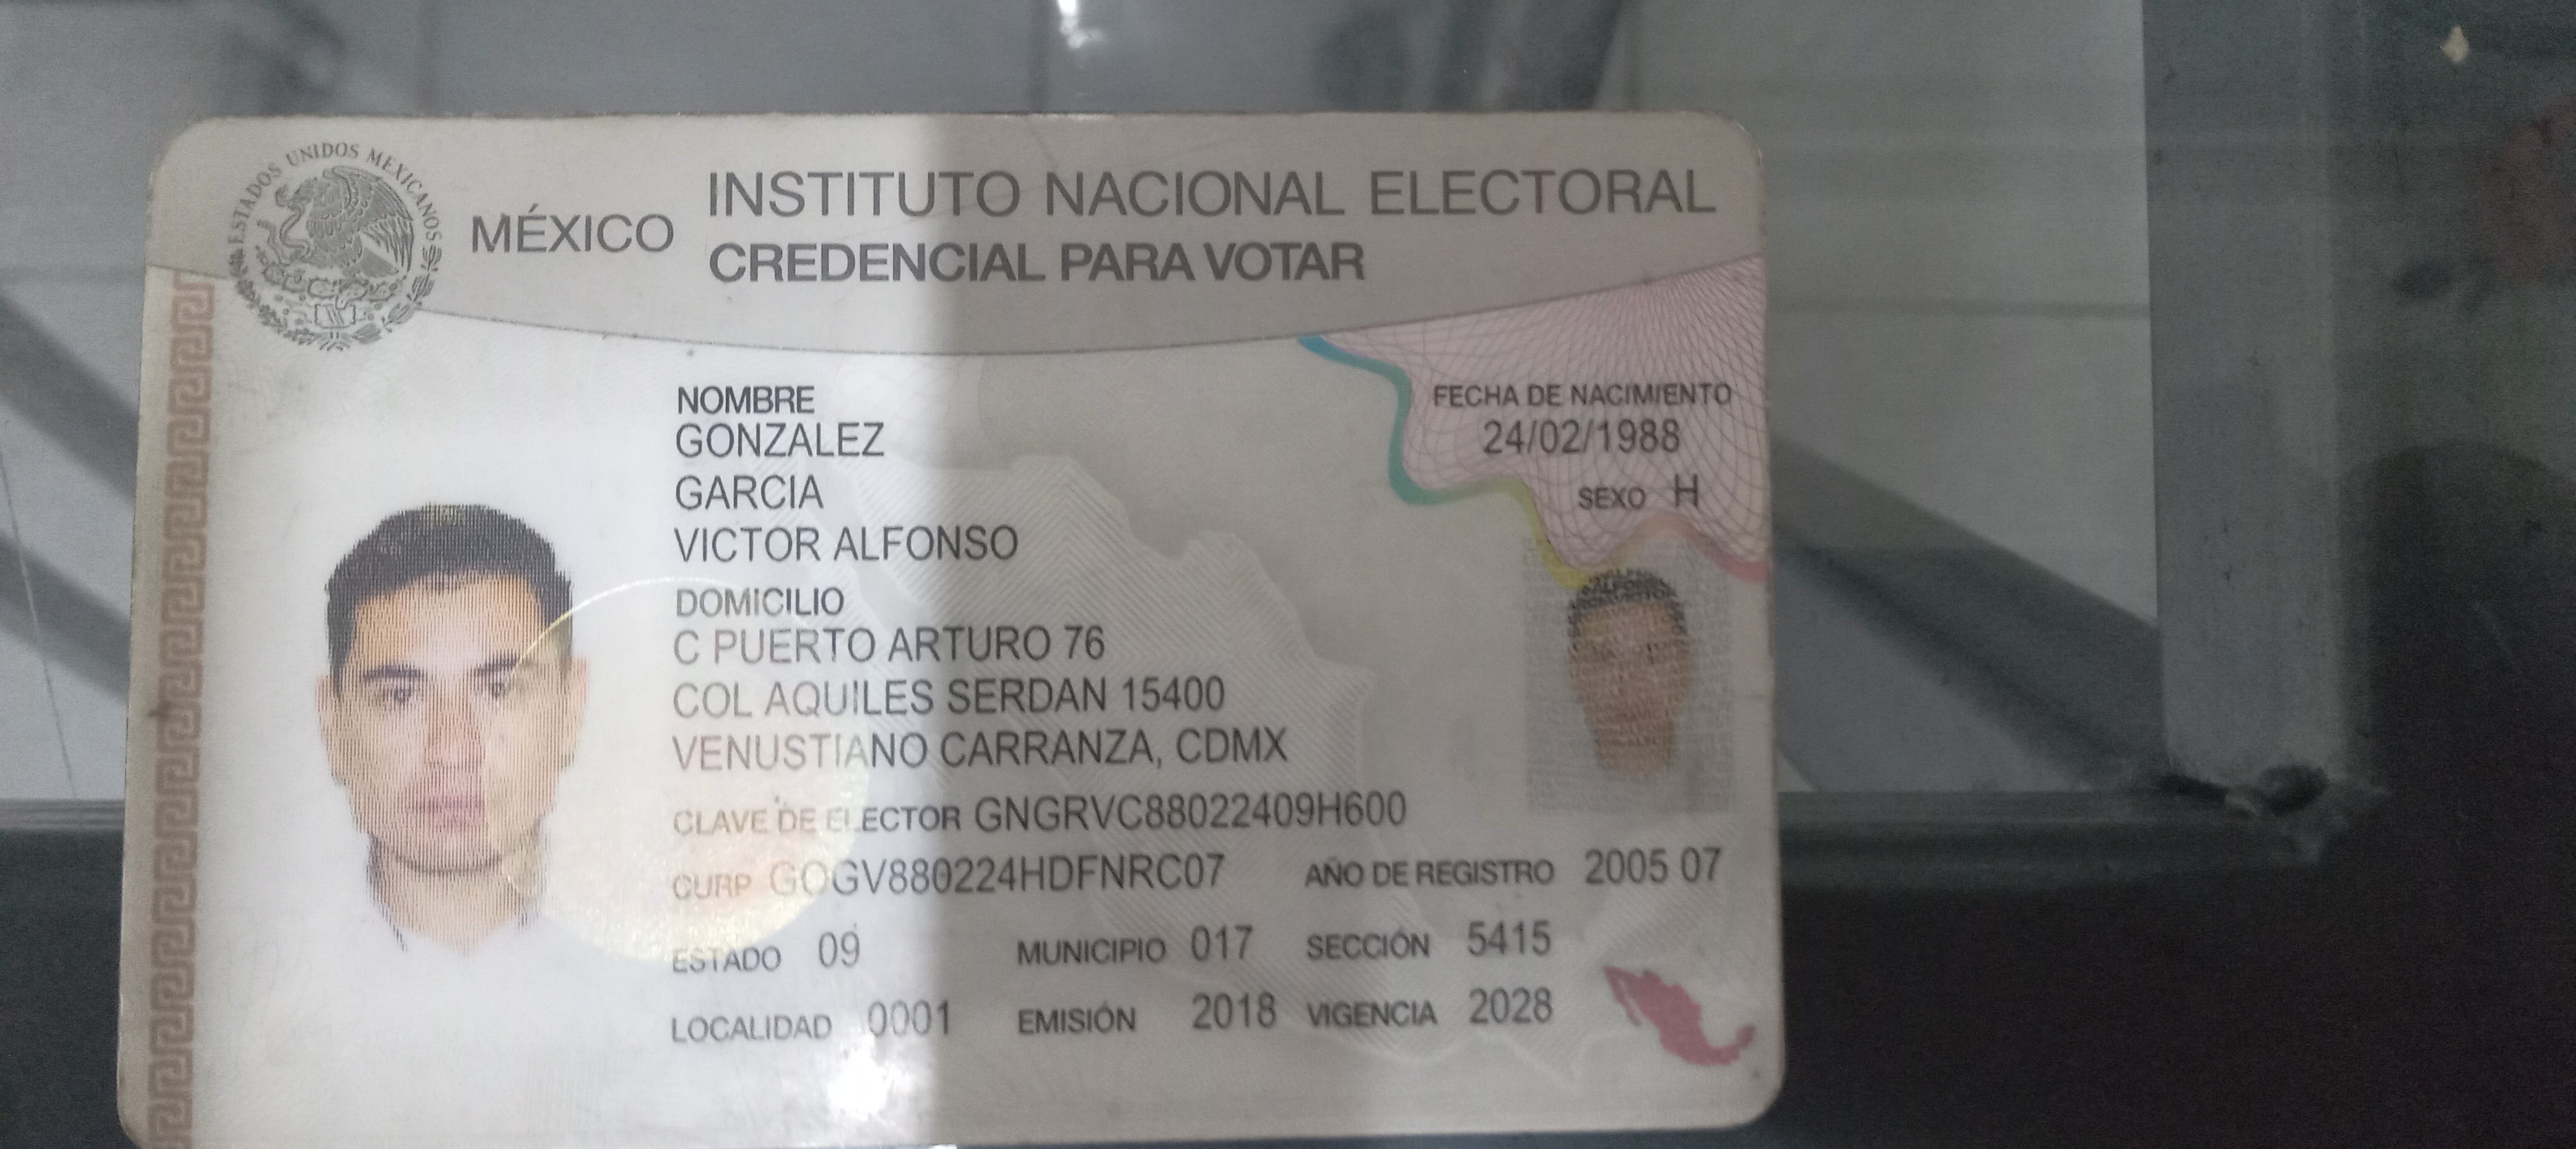 ESTADOS UNIDOS MEXICANOS
MÉXICO
INSTITUTO NACIONAL ELECTORAL
CREDENCIAL PARA VOTAR
NOMBRE
GONZALEZ
GARCIA
VICTOR ALFONSO
FECHA DE NACIMIENTO
24/02/1988
SEXO H
DOMICILIO
C PUERTO ARTURO 76
COL AQUILES SERDAN 15400
VENUSTIANO CARRANZA, CDMX
CLAVE DE ELECTOR GNGRVC88022409H600
CURP GOGV880224HDFNRC07 AÑO DE REGISTRO 2005 07
ESTADO 09 MUNICIPIO 017 SECCIÓN 5415
LOCALIDAD 0001 EMISIÓN 2018 VIGENCIA 2028